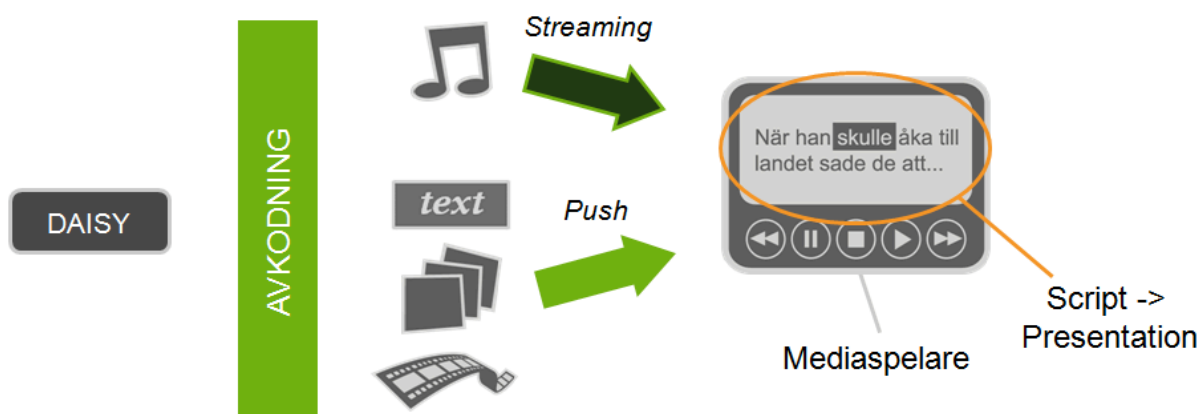 DAISY
AVKODNING
Streaming
text
Push
När han skulle åka till
landet sade de att...
Mediaspelare
Script ->
Presentation